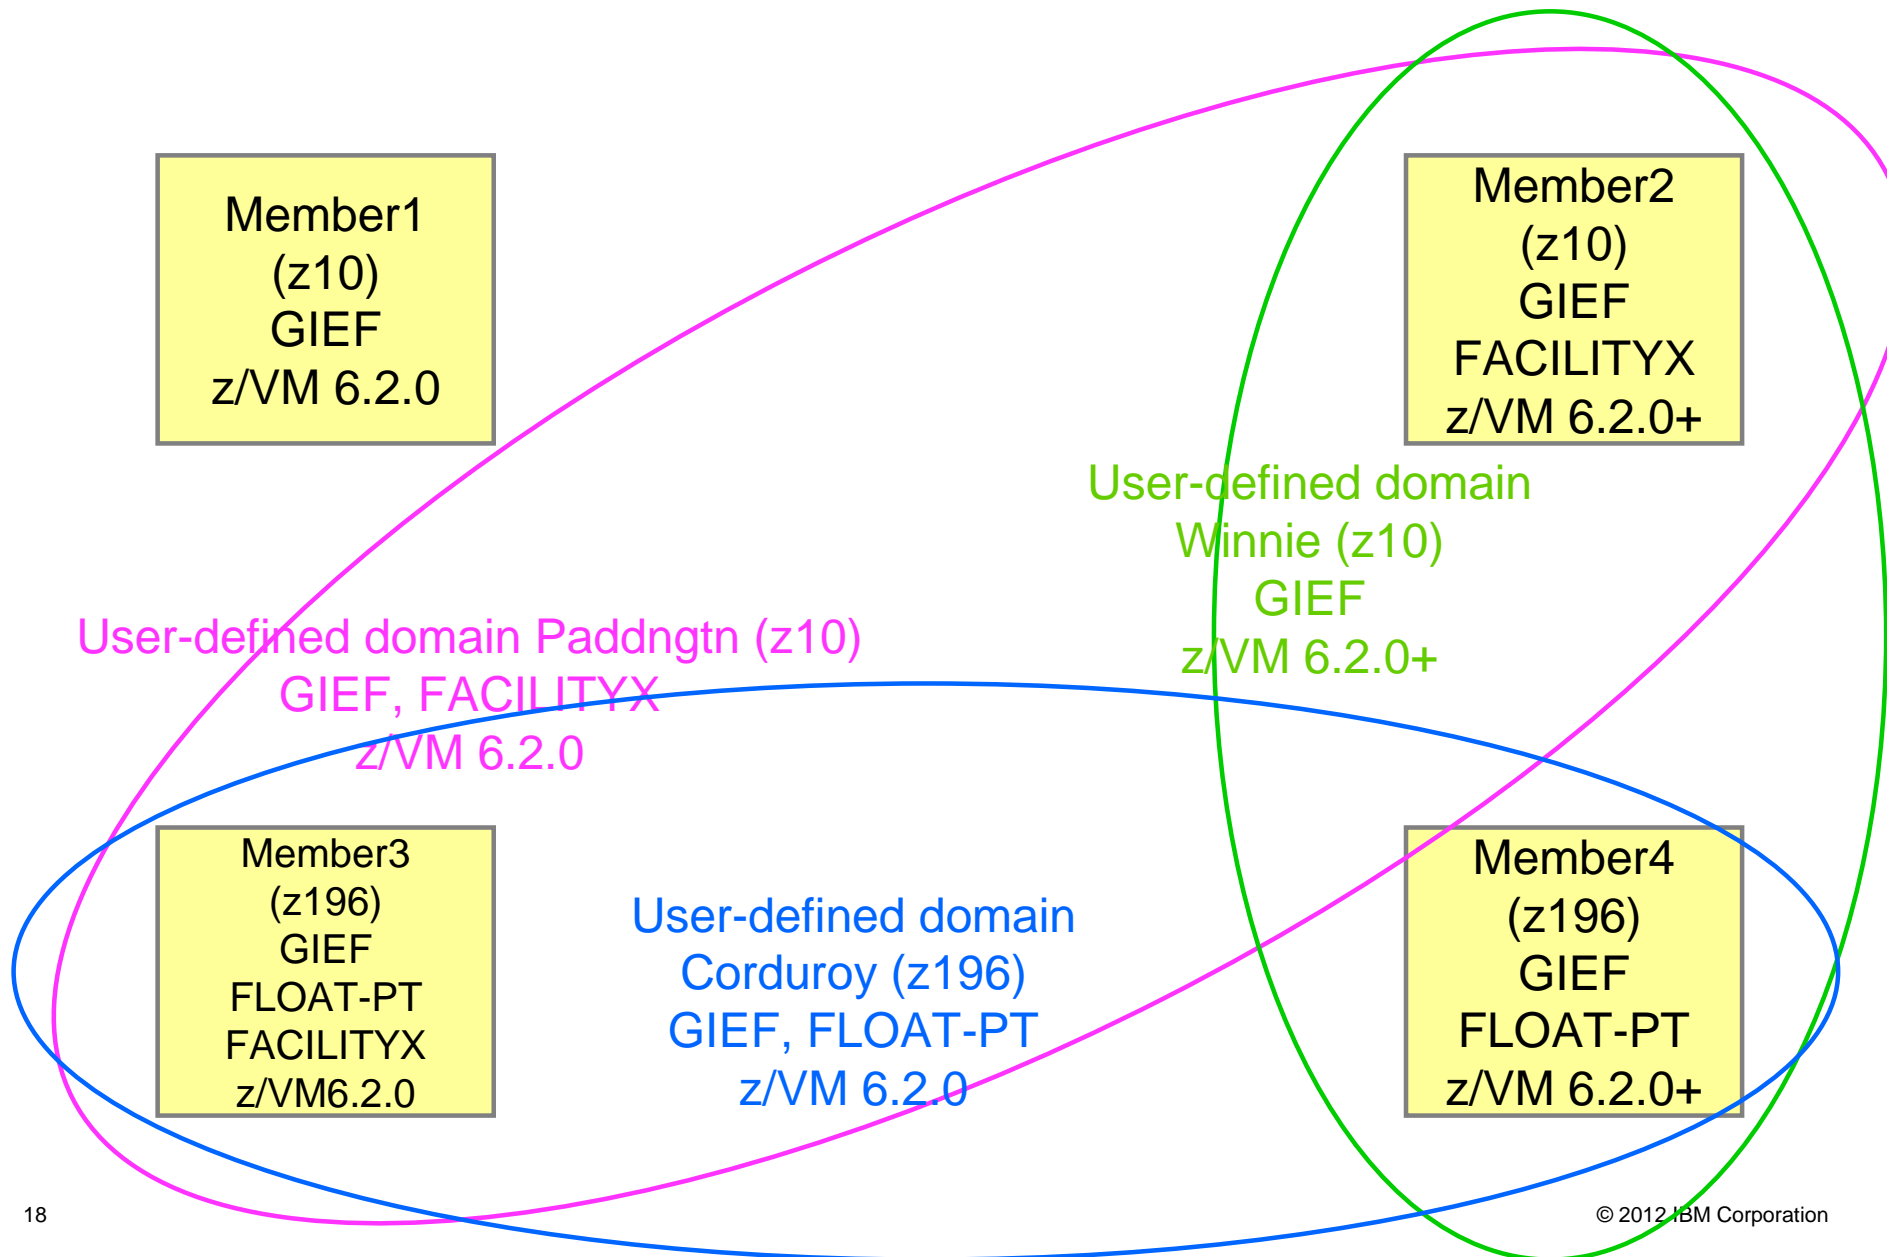 Member1
(z10)
GIEF
z/VM 6.2.0
Member2
(z10)
GIEF
FACILITYX
z/VM 6.2.0+
User-defined domain
Winnie (z10)
GIEF
z/VM 6.2.0+
User-defined domain Paddngtn (z10)
GIEF, FACILITYX
z/VM 6.2.0
Member3
(z196)
GIEF
FLOAT-PT
FACILITYX
z/VM6.2.0
User-defined domain
Corduroy (z196)
GIEF, FLOAT-PT
z/VM 6.2.0
Member4
(z196)
GIEF
FLOAT-PT
z/VM 6.2.0+
18
© 2012 IBM Corporation